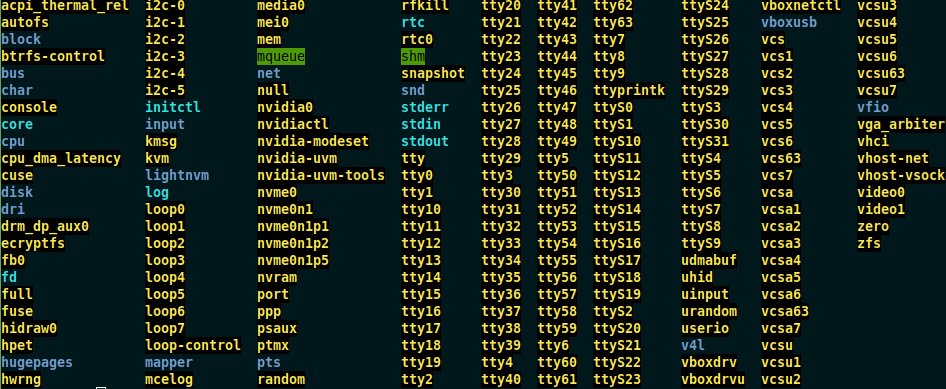 acpi_thermal_rel i2c-0 media0 rfkill tty20 tty41 tty62 ttyS24 vboxnetctl vcsu3
autofs i2c-1 mei0 rtc tty21 tty42 tty63 ttyS25 vboxusb vcsu4
block i2c-2 mem rtc0 tty22 tty43 tty7 ttyS26 vcs vcsu5
btrfs-control i2c-3 mqueue shm tty23 tty44 tty8 ttyS27 vcs1 vcsu6
bus i2c-4 net snapshot tty24 tty45 tty9 ttyS28 vcs2 vcsu63
char i2c-5 null snd tty25 tty46 ttyprintk ttyS29 vcs3 vcsu7
console initctl nvidia0 stderr tty26 tty47 ttyS0 ttyS3 vcs4 vfio
core input nvidiactl stdin tty27 tty48 ttyS1 ttyS30 vcs5 vga_arbiter
cpu kmsg nvidia-modeset stdout tty28 tty49 ttyS10 ttyS31 vcs6 vhci
cpu_dma_latency kvm nvidia-uvm tty tty29 tty5 ttyS11 ttyS4 vcs63 vhost-net
cuse lightnvm nvidia-uvm-tools tty0 tty3 tty50 ttyS12 ttyS5 vcs7 vhost-vsock
disk log nvme0 tty1 tty30 tty51 ttyS13 ttyS6 vcsa video0
dri loop0 nvme0n1 tty10 tty31 tty52 ttyS14 ttyS7 vcsa1 video1
drm_dp_aux0 loop1 nvme0n1p1 tty11 tty32 tty53 ttyS15 ttyS8 vcsa2 zero
ecryptfs loop2 nvme0n1p2 tty12 tty33 tty54 ttyS16 ttyS9 vcsa3 zfs
fb0 loop3 nvme0n1p5 tty13 tty34 tty55 ttyS17 udmabuf vcsa4
fd loop4 nvram tty14 tty35 tty56 ttyS18 uhid vcsa5
full loop5 port tty15 tty36 tty57 ttyS19 uinput vcsa6
fuse loop6 ppp tty16 tty37 tty58 ttyS2 urandom vcsa63
hidraw0 loop7 psaux tty17 tty38 tty59 ttyS20 userio vcsa7
hpet loop-control ptmx tty18 tty39 tty6 ttyS21 v4l vcsu
hugepages mapper pts tty19 tty4 tty60 ttyS22 vboxdrv vcsu1
hwrng mcelog random tty2 tty40 tty61 ttyS23 vboxdrvu vcsu2